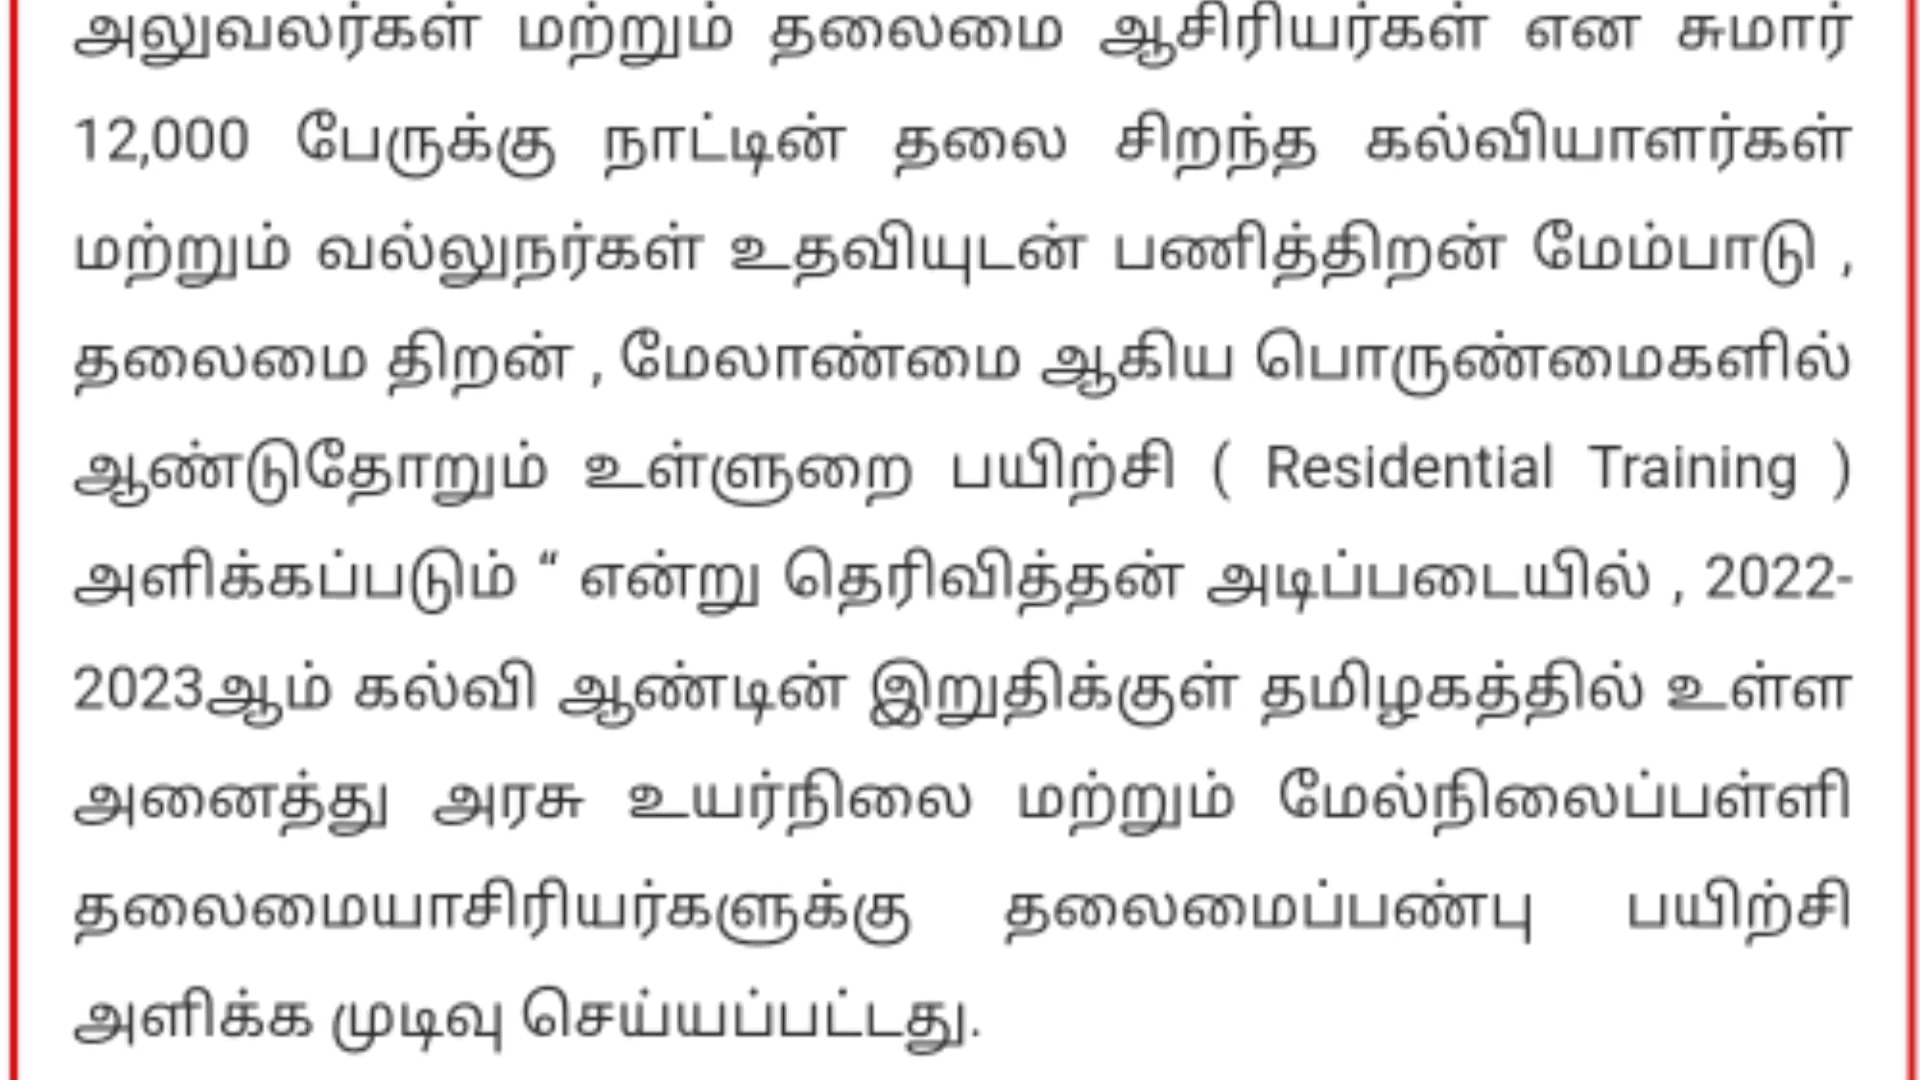 அலுவலர்கள் மற்றும் தலைமை ஆசிரியர்கள் என சுமார்
12,000 பேருக்கு நாட்டின் தலை சிறந்த கல்வியாளர்கள்
மற்றும் வல்லுநர்கள் உதவியுடன் பணித்திறன் மேம்பாடு ,
தலைமை திறன் , மேலாண்மை ஆகிய பொருண்மைகளில்
ஆண்டுதோறும் உள்ளுறை பயிற்சி ( Residential Training )
அளிக்கப்படும் “ என்று தெரிவித்தன் அடிப்படையில் , 2022-
2023ஆம் கல்வி ஆண்டின் இறுதிக்குள் தமிழகத்தில் உள்ள
அனைத்து அரசு உயர்நிலை மற்றும் மேல்நிலைப்பள்ளி
தலைமையாசிரியர்களுக்கு தலைமைப்பண்பு பயிற்சி
அளிக்க முடிவு செய்யப்பட்டது.